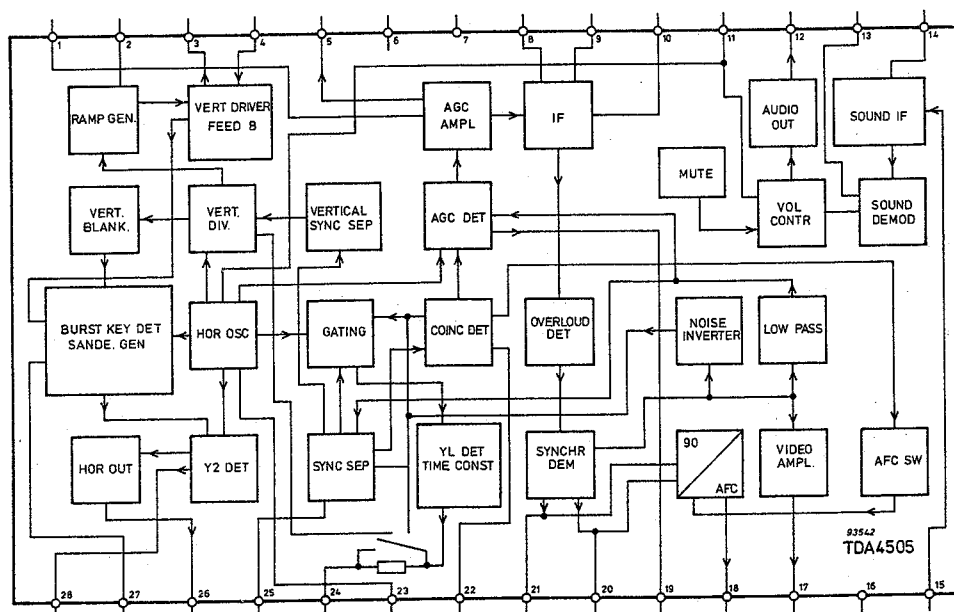 1 2 3 4 5 6 7 8 9 10 11 12 13 14
RAMP GEN.
VERT DRIVER
FEED B
AGC
AMPL
IF
AUDIO
OUT
SOUND IF
MUTE
VERT.
BLANK.
VERT.
DIV.
VERTICAL
SYNC SEP
AGC DET
VOL
CONTR
SOUND
DEMOD
BURST KEY DET
SANDE. GEN
HOR OSC
GATING
COINC DET
OVERLOUD
DET
NOISE
INVERTER
LOW PASS
HOR OUT
Y2 DET
SYNC SEP
YL DET
TIME CONST
SYNCHR
DEM
90
AFC
VIDEO
AMPL.
AFC SW
93542
TDA4505
28 27 26 25 24 23 22 21 20 19 18 17 16 15